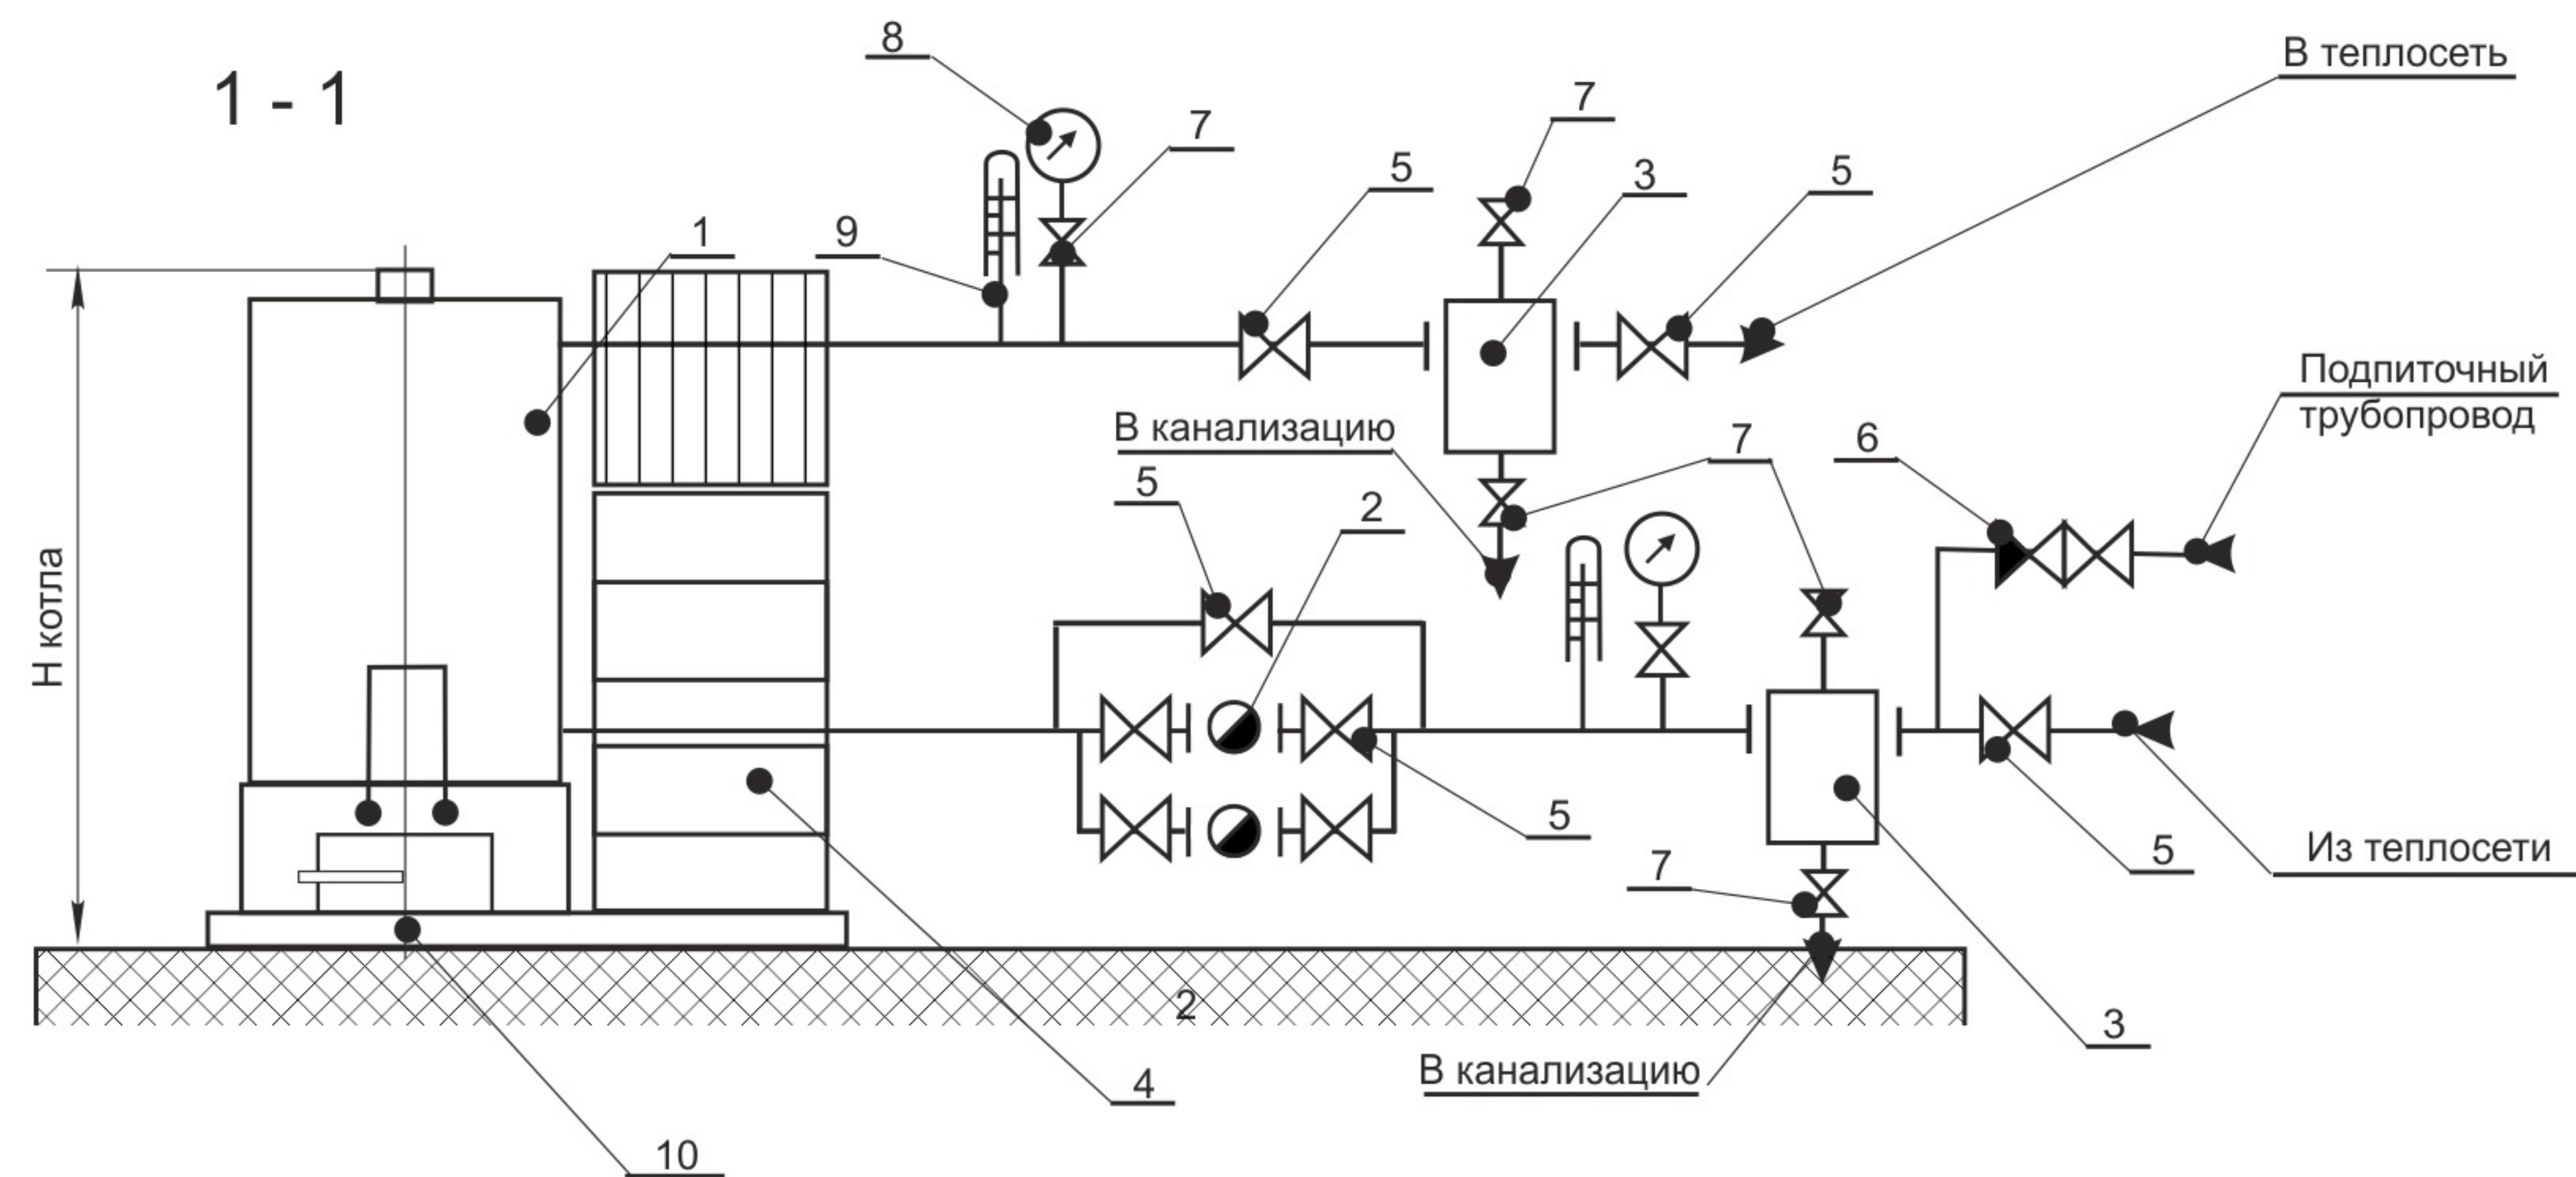 1 - 1
8
В теплосеть
7
7
5
3
5
1
9
Подпиточный
трубопровод
В канализацию
7
6
5
2
Н котла
5
Из теплосети
5
7
2
3
В канализацию
4
10